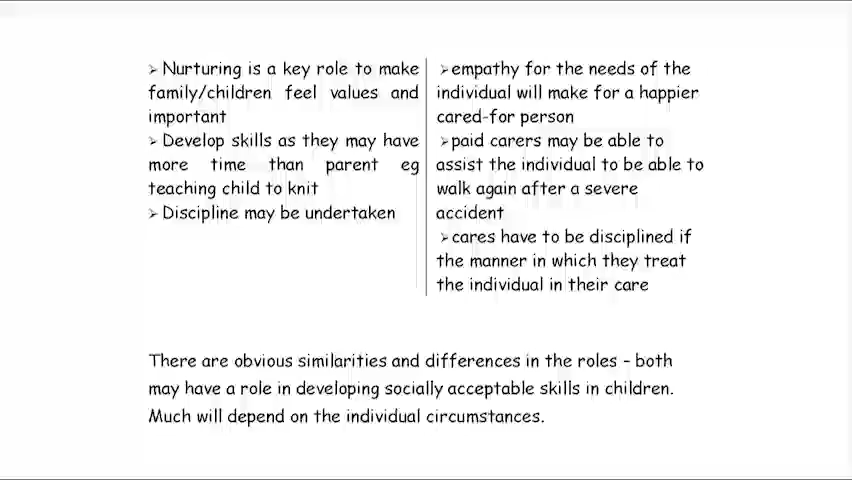 ➢ Nurturing is a key role to make
family/children feel values and
important
➢ Develop skills as they may have
more time than parent eg
teaching child to knit
➢ Discipline may be undertaken
➢empathy for the needs of the
individual will make for a happier
cared-for person
➢paid carers may be able to
assist the individual to be able to
walk again after a severe
accident
➢cares have to be disciplined if
the manner in which they treat
the individual in their care
There are obvious similarities and differences in the roles – both
may have a role in developing socially acceptable skills in children.
Much will depend on the individual circumstances.